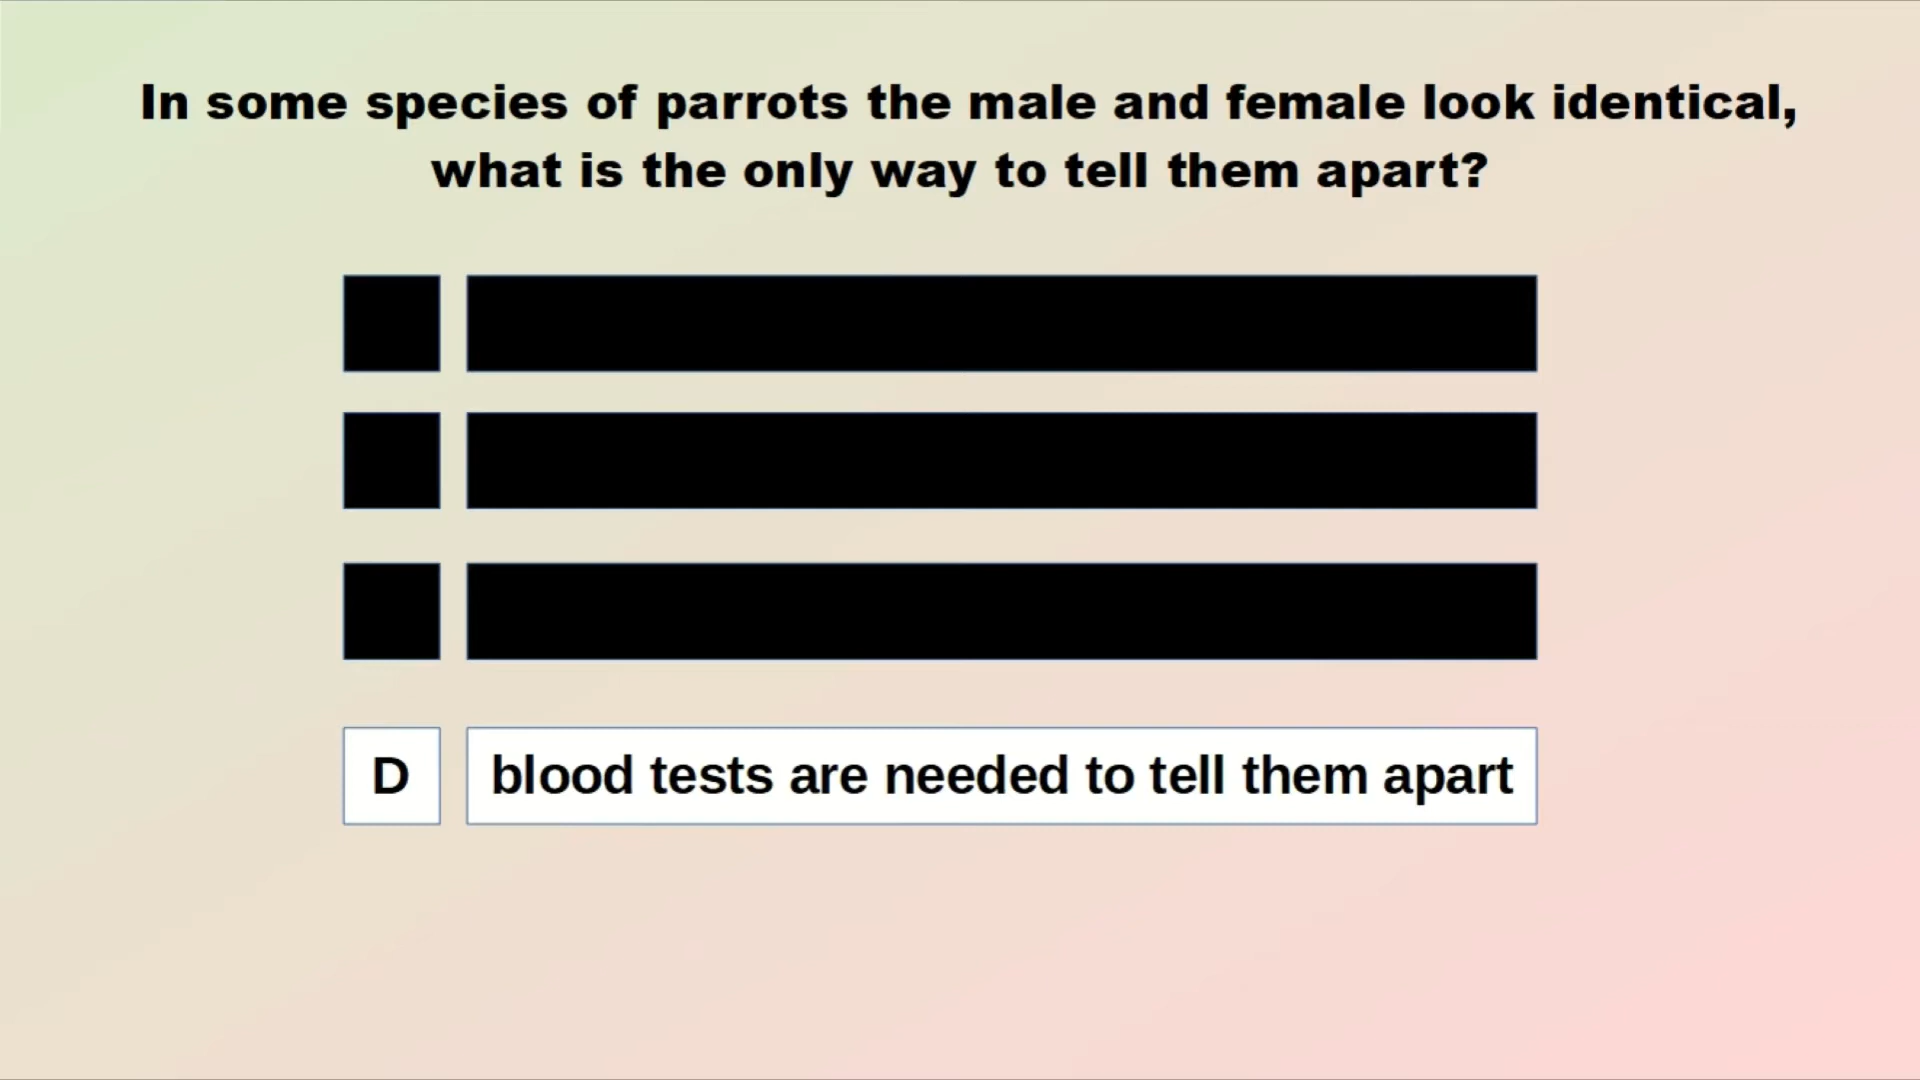 In some species of parrots the male and female look identical,
what is the only way to tell them apart?
D blood tests are needed to tell them apart